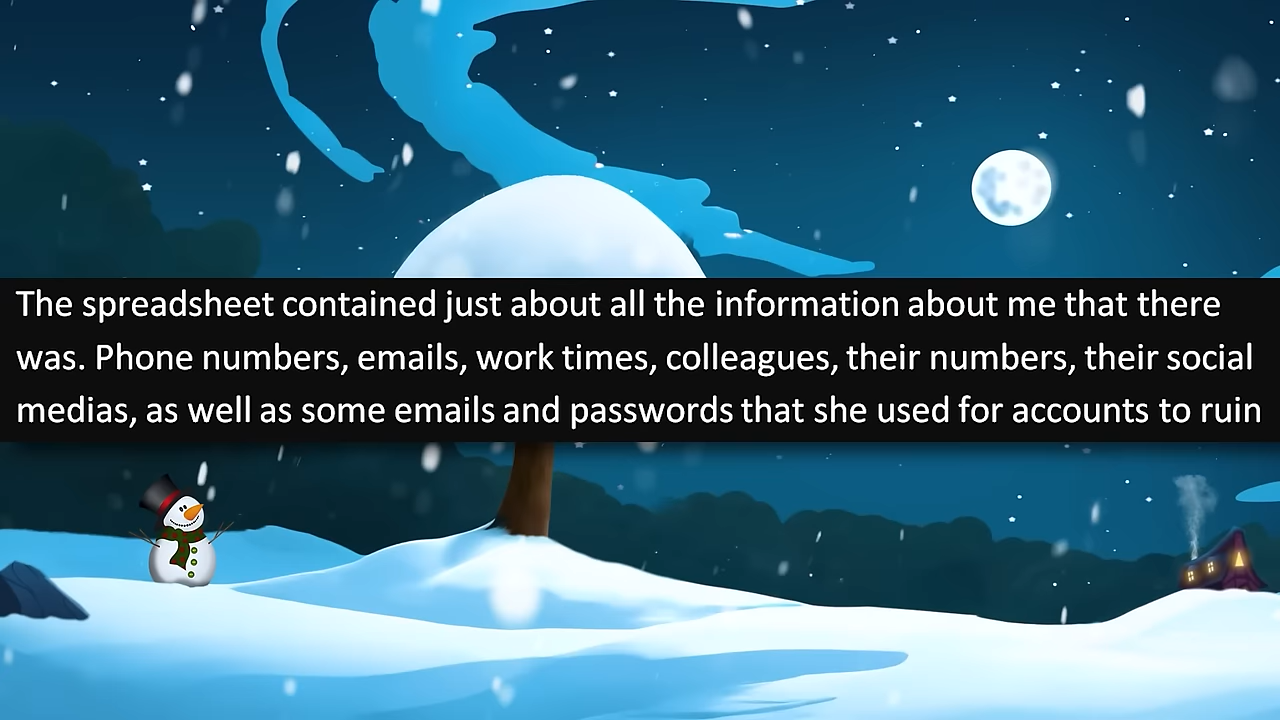 The spreadsheet contained just about all the information about me that there
was. Phone numbers, emails, work times, colleagues, their numbers, their social
medias, as well as some emails and passwords that she used for accounts to ruin